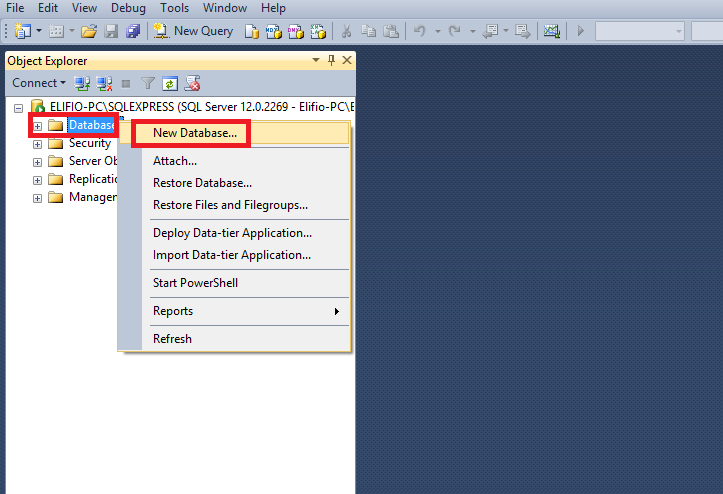 File Edit View Debug Tools Window Help
New Query
Object Explorer
Connect
ELIFIO-PC\SQLEXPRESS (SQL Server 12.0.2269 - Elifio-PC\E
Database
New Database...
Security
Attach...
Server Ob
Restore Database...
Replicatio
Managem
Restore Files and Filegroups...
Deploy Data-tier Application...
Import Data-tier Application...
Start PowerShell
Reports
Refresh